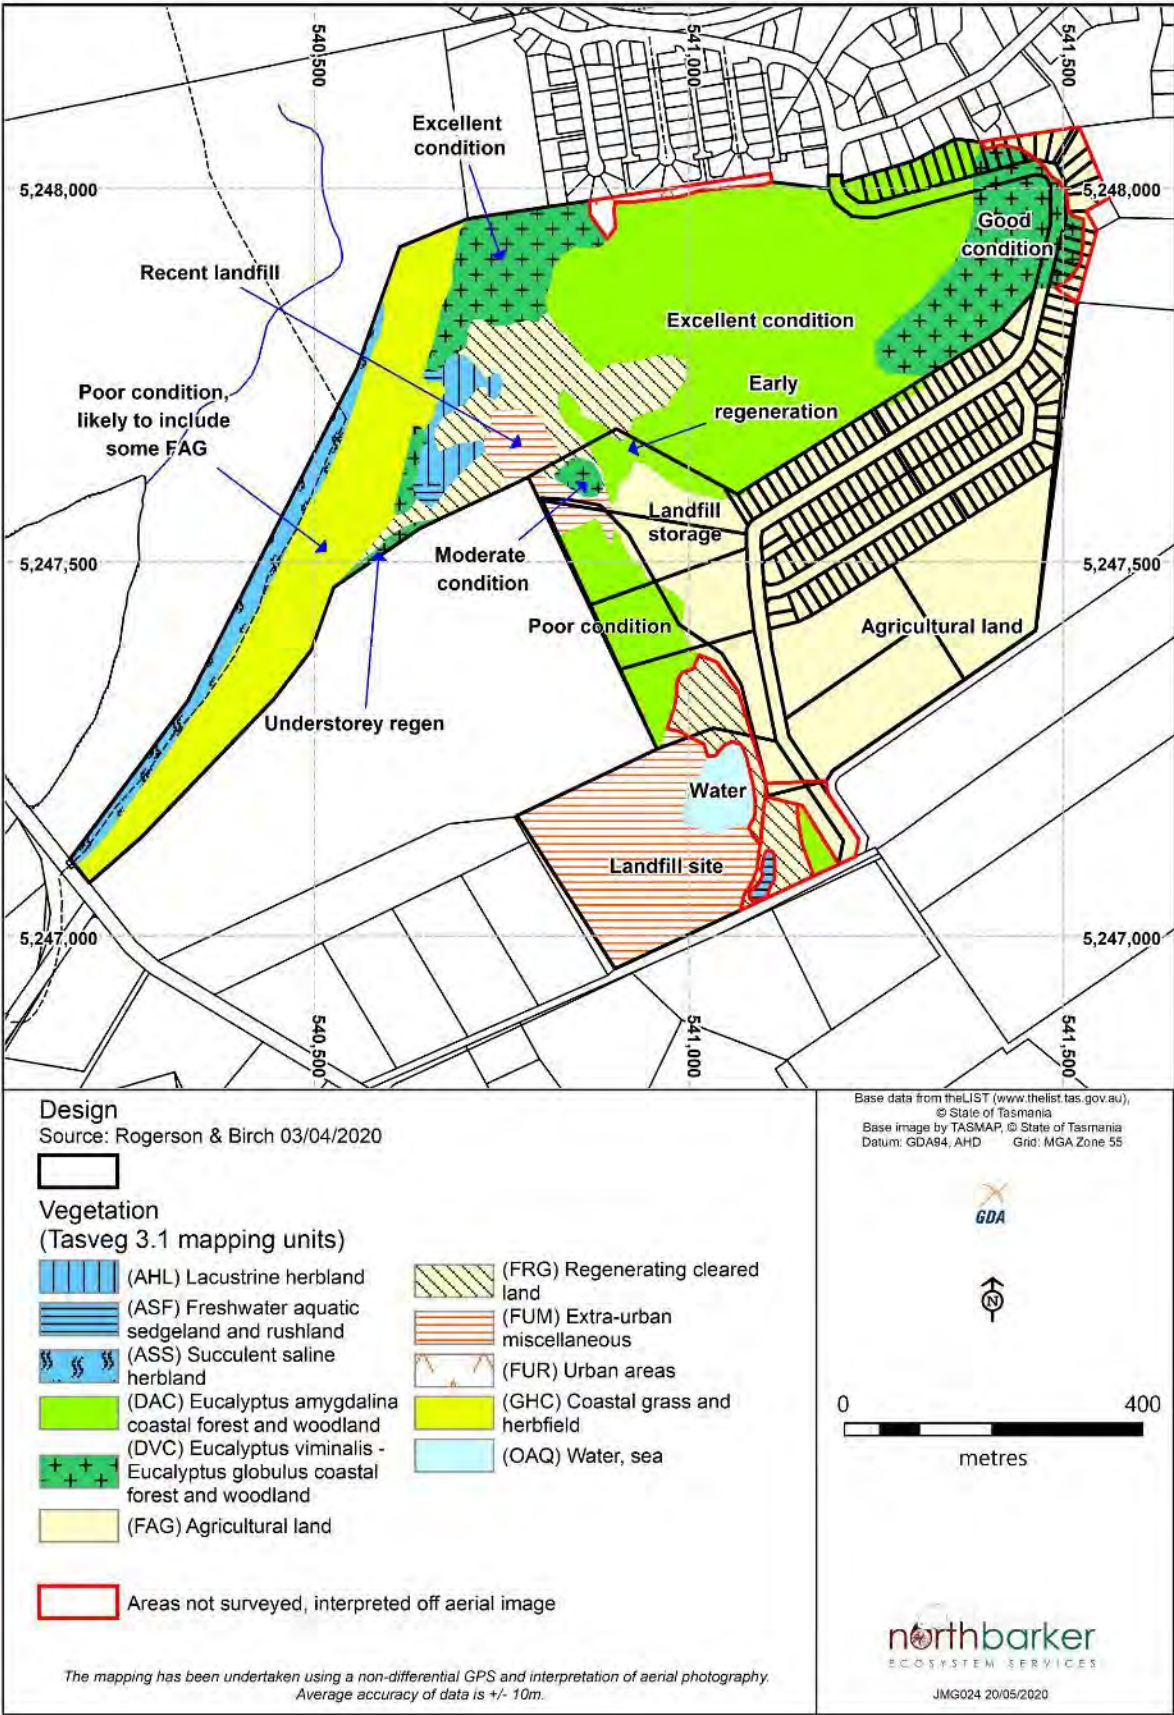 540,500
541,000
541,500
Excellent
condition
5,248,000
5,248,000
Good
condition
Recent landfill
Excellent condition
Early
regeneration
Poor condition,
likely to include
some FAG
Landfill
storage
Moderate
condition
5,247,500
5,247,500
Poor condition
Agricultural land
Understorey regen
Water
Landfill site
5,247,000
5,247,000
540,500
541,000
541,500
Design
Source: Rogerson & Birch 03/04/2020
Vegetation
(Tasveg 3.1 mapping units)
(AHL) Lacustrine herbland
(ASF) Freshwater aquatic
sedgeland and rushland
(ASS) Succulent saline
herbland
(DAC) Eucalyptus amygdalina
coastal forest and woodland
(DVC) Eucalyptus viminalis -
Eucalyptus globulus coastal
forest and woodland
(FAG) Agricultural land
(FRG) Regenerating cleared
land
(FUM) Extra-urban
miscellaneous
(FUR) Urban areas
(GHC) Coastal grass and
herbfield
(OAQ) Water, sea
Areas not surveyed, interpreted off aerial image
The mapping has been undertaken using a non-differential GPS and interpretation of aerial photography.
Average accuracy of data is +/- 10m.
Base data from theLIST (www.thelist.tas.gov.au),
© State of Tasmania
Base image by TASMAP, © State of Tasmania
Datum: GDA94, AHD Grid: MGA Zone 55
GDA
N
0 400
metres
northbarker
ECOSYSTEM SERVICES
JMG024 20/05/2020